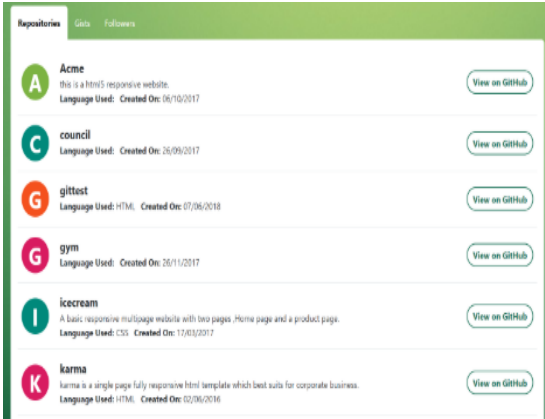 Repositories Gists Followers
A
Acme
this is a html5 responsive website.
Language Used: Created On: 06/10/2017
View on GitHub
C
council
Language Used: Created On: 26/09/2017
View on GitHub
G
gittest
Language Used: HTML Created On: 07/06/2018
View on GitHub
G
gym
Language Used: Created On: 26/11/2017
View on GitHub
I
icecream
A basic responsive multipage website with two pages ,Home page and a product page.
Language Used: CSS Created On: 17/03/2017
View on GitHub
K
karma
karma is a single page fully responsive html template which best suits for corporate business.
Language Used: HTML Created On: 02/06/2016
View on GitHub